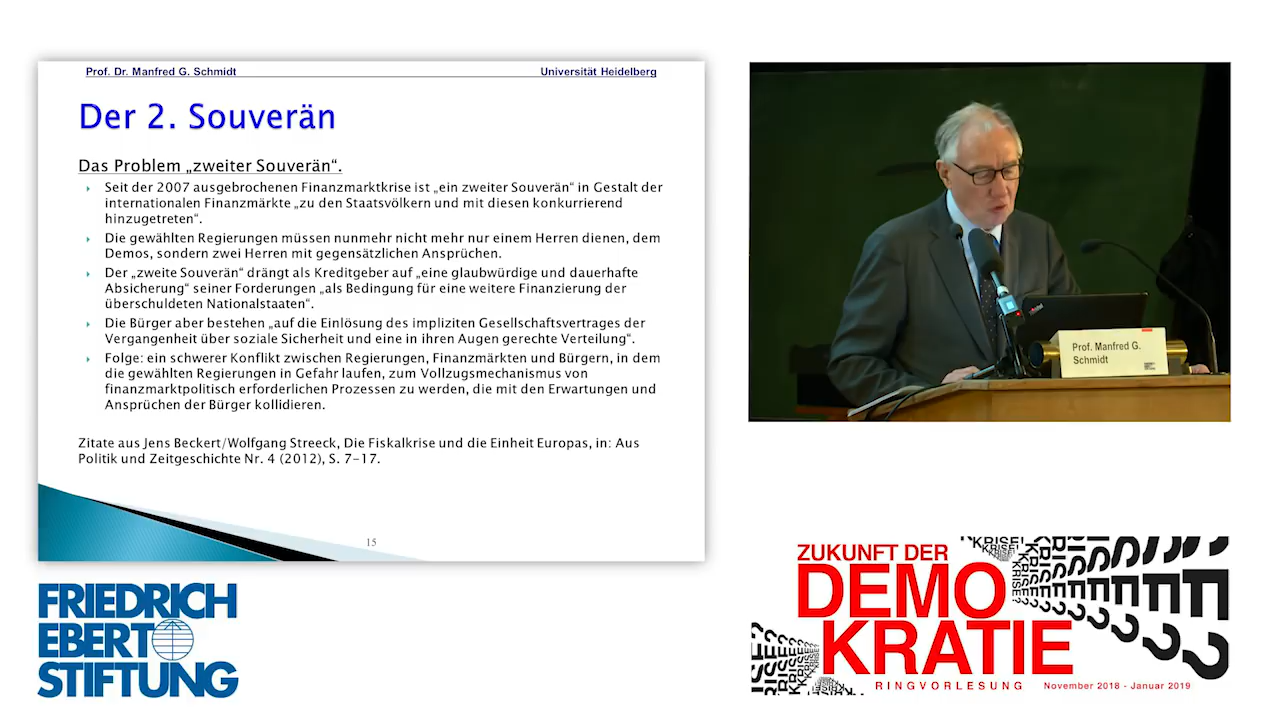 Prof. Dr. Manfred G. Schmidt Universität Heidelberg
Der 2. Souverän
Das Problem „zweiter Souverän“.
Seit der 2007 ausgebrochenen Finanzmarktkrise ist „ein zweiter Souverän“ in Gestalt der
internationalen Finanzmärkte „zu den Staatsvölkern und mit diesen konkurrierend
hinzugetreten“.
Die gewählten Regierungen müssen nunmehr nicht mehr nur einem Herren dienen, dem
Demos, sondern zwei Herren mit gegensätzlichen Ansprüchen.
Der „zweite Souverän“ drängt als Kreditgeber auf „eine glaubwürdige und dauerhafte
Absicherung“ seiner Forderungen „als Bedingung für eine weitere Finanzierung der
überschuldeten Nationalstaaten“.
Die Bürger aber bestehen „auf die Einlösung des impliziten Gesellschaftsvertrages der
Vergangenheit über soziale Sicherheit und eine in ihren Augen gerechte Verteilung“.
Folge: ein schwerer Konflikt zwischen Regierungen, Finanzmärkten und Bürgern, in dem
die gewählten Regierungen in Gefahr laufen, zum Vollzugsmechanismus von
finanzmarktpolitisch erforderlichen Prozessen zu werden, die mit den Erwartungen und
Ansprüchen der Bürger kollidieren.
Zitate aus Jens Beckert/Wolfgang Streeck, Die Fiskalkrise und die Einheit Europas, in: Aus
Politik und Zeitgeschichte Nr. 4 (2012), S. 7-17.
15
Prof. Manfred G.
Schmidt
FRIEDRICH
EBERT
STIFTUNG
ZUKUNFT DER
DEMO
KRATIE
RINGVORLESUNG November 2018 - Januar 2019
KRISE?
KRISE?
KRISE?
KRISE?
KRISE?
KRISE?